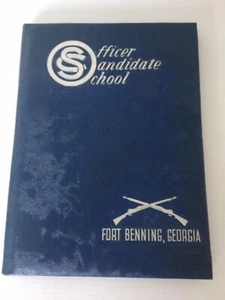 Officer
Candidate
School
FORT BENNING, GEORGIA